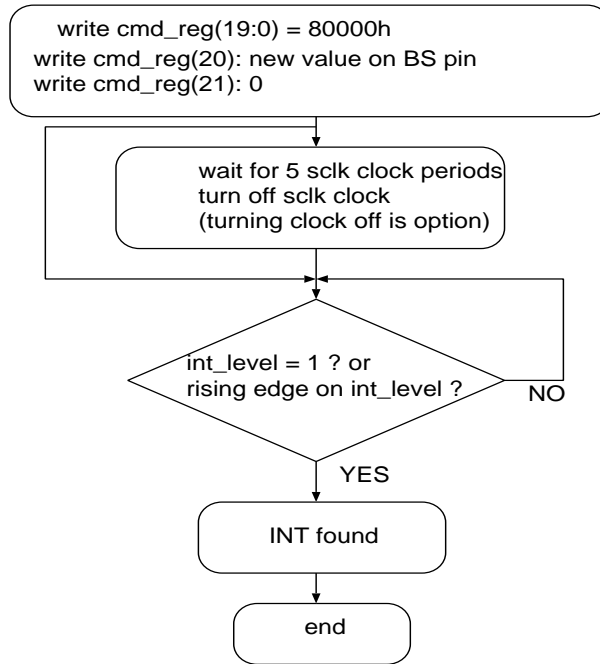 write cmd_reg(19:0) = 80000h
write cmd_reg(20): new value on BS pin
write cmd_reg(21): 0
wait for 5 sclk clock periods
turn off sclk clock
(turning clock off is option)
int_level = 1 ? or
rising edge on int_level ?
NO
YES
INT found
end